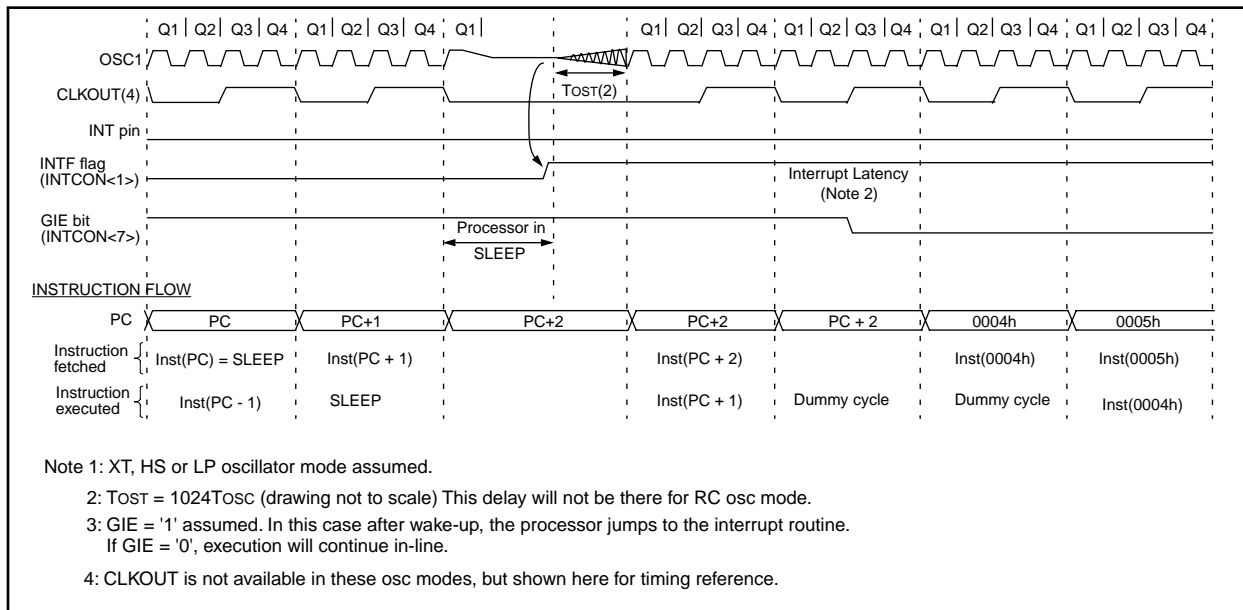 Q1 Q2 Q3 Q4 Q1 Q2 Q3 Q4 Q1 Q1 Q2 Q3 Q4 Q1 Q2 Q3 Q4 Q1 Q2 Q3 Q4 Q1 Q2 Q3 Q4
OSC1
TOST(2)
CLKOUT(4)
INT pin
INTF flag
(INTCON<1>)
Interrupt Latency
(Note 2)
GIE bit
(INTCON<7>)
Processor in
SLEEP
INSTRUCTION FLOW
PC PC PC+1 PC+2 PC+2 PC + 2 0004h 0005h
Instruction
fetched
Inst(PC) = SLEEP Inst(PC + 1) Inst(PC + 2) Inst(0004h) Inst(0005h)
Instruction
executed
Inst(PC - 1) SLEEP Inst(PC + 1) Dummy cycle Dummy cycle Inst(0004h)
Note 1: XT, HS or LP oscillator mode assumed.
2: TOST = 1024TOSC (drawing not to scale) This delay will not be there for RC osc mode.
3: GIE = '1' assumed. In this case after wake-up, the processor jumps to the interrupt routine.
If GIE = '0', execution will continue in-line.
4: CLKOUT is not available in these osc modes, but shown here for timing reference.